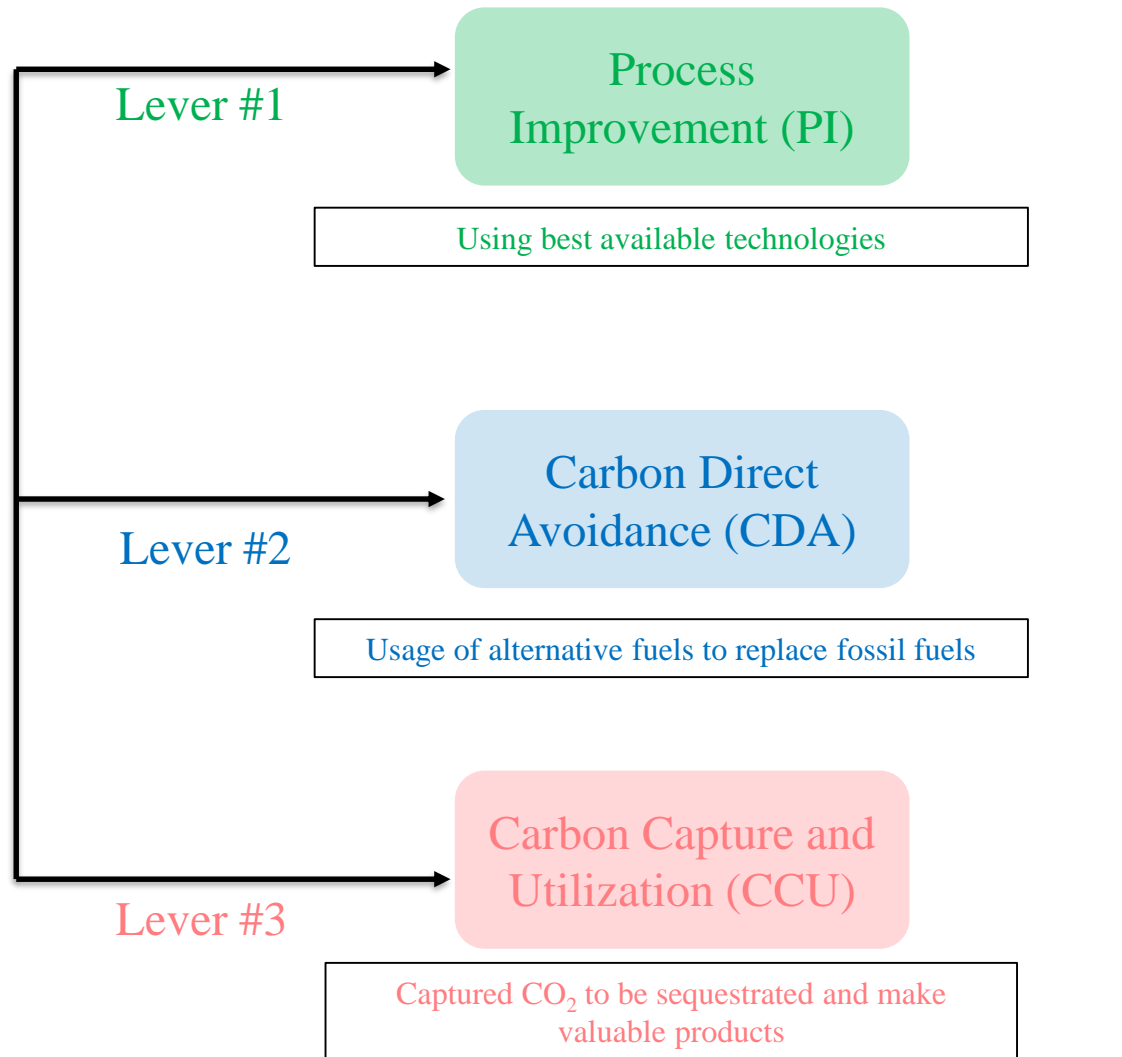 Process
Improvement (PI)
Lever #1
Using best available technologies
Carbon Direct
Avoidance (CDA)
Lever #2
Usage of alternative fuels to replace fossil fuels
Carbon Capture and
Utilization (CCU)
Lever #3
Captured CO₂ to be sequestrated and make
valuable products